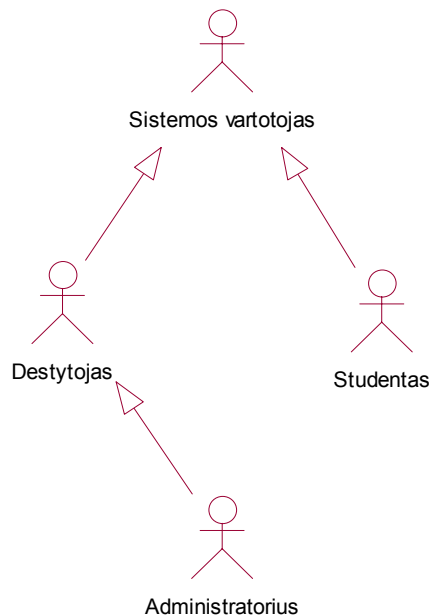 Sistemos vartotojas
Destytojas
Studentas
Administratorius